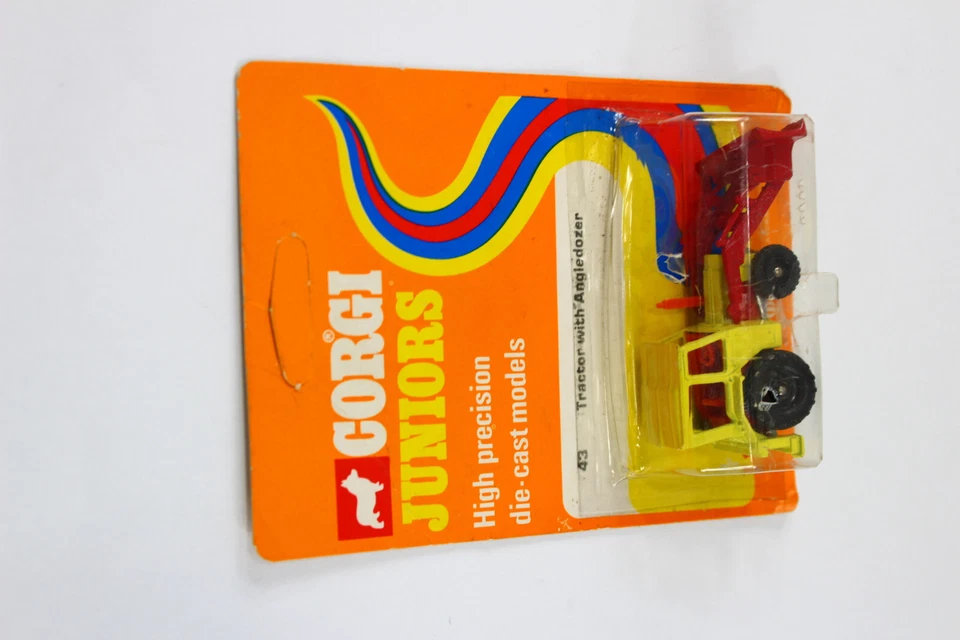 CORGI®
JUNIORS
High precision
die-cast models
43 Tractor with Angledozer